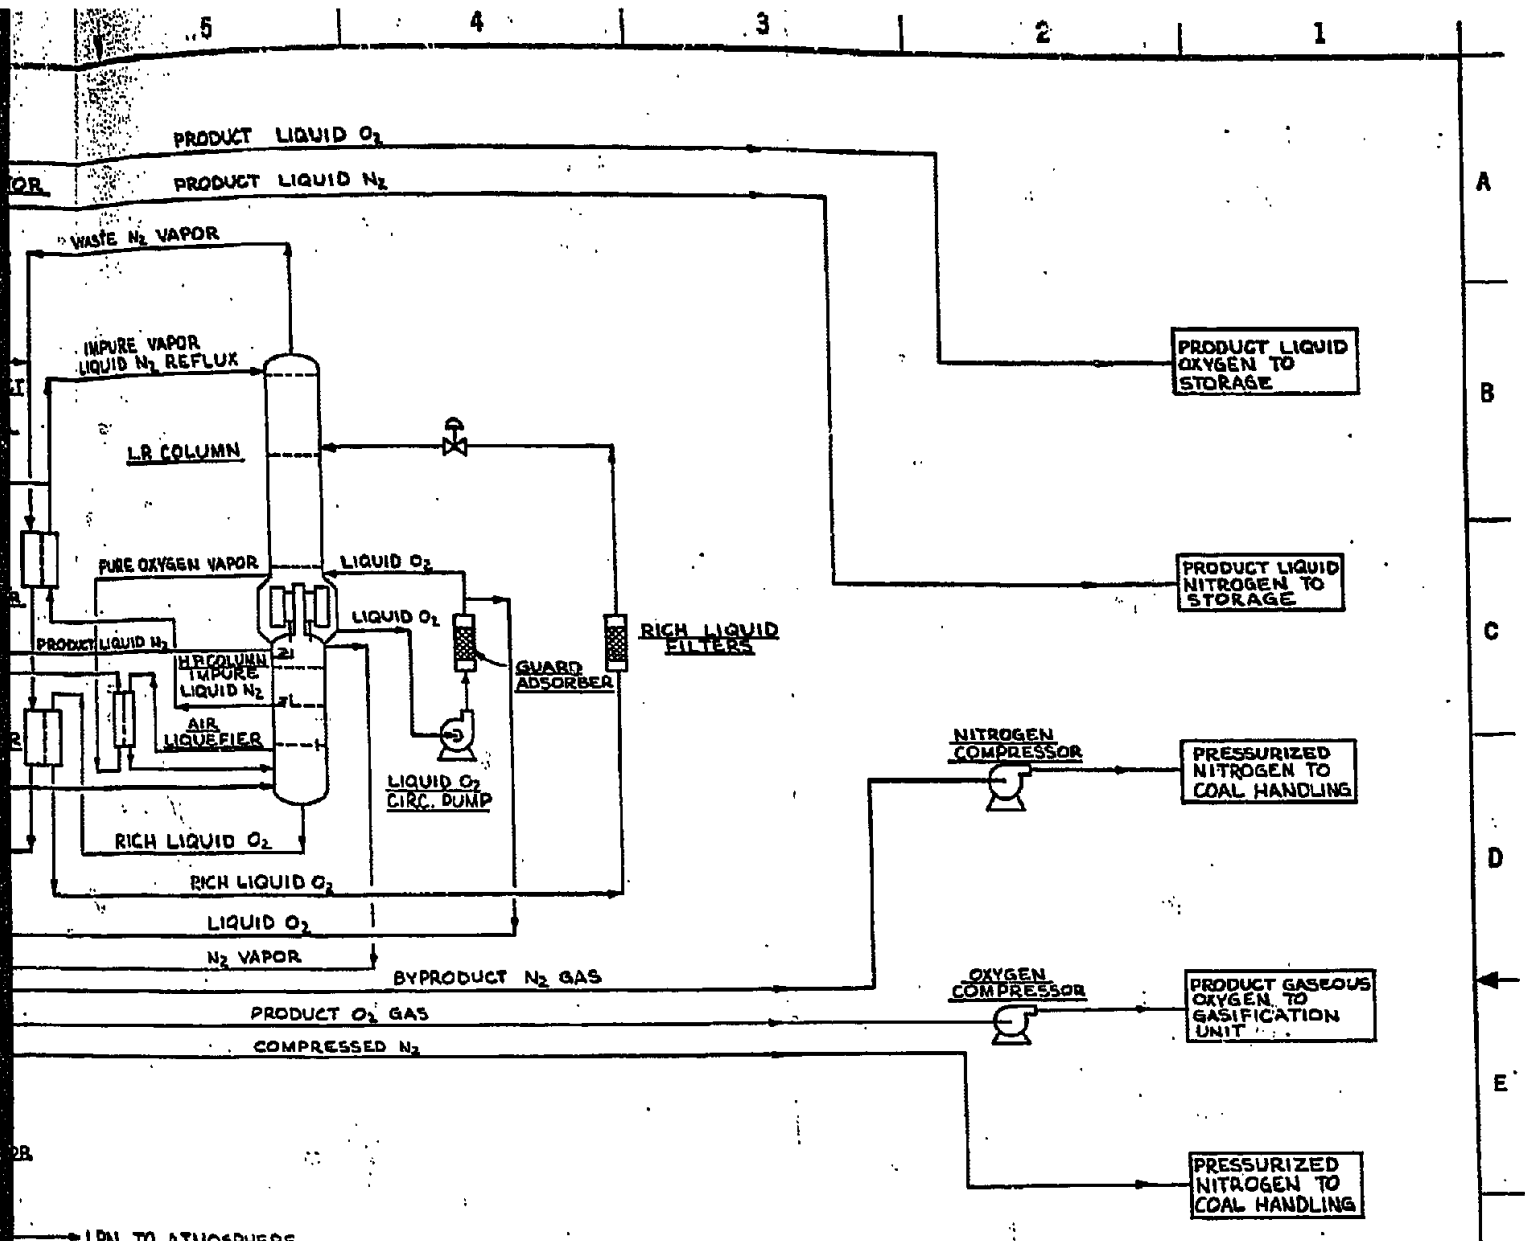 5 4 3 2 1
PRODUCT LIQUID O2
A
PRODUCT LIQUID N2
WASTE N2 VAPOR
IMPURE VAPOR
LIQUID N2 REFLUX
PRODUCT LIQUID
OXYGEN TO
STORAGE
B
L.P. COLUMN
PURE OXYGEN VAPOR
LIQUID O2
PRODUCT LIQUID
NITROGEN TO
STORAGE
LIQUID O2
C
RICH LIQUID
FILTERS
PRODUCT LIQUID N2
H.P. COLUMN
IMPURE
LIQUID N2
GUARD
ADSORBER
AIR
LIQUEFIER
NITROGEN
COMPRESSOR
PRESSURIZED
NITROGEN TO
COAL HANDLING
LIQUID O2
CIRC. PUMP
RICH LIQUID O2
D
RICH LIQUID O2
LIQUID O2
N2 VAPOR
BYPRODUCT N2 GAS
OXYGEN
COMPRESSOR
PRODUCT GASEOUS
OXYGEN TO
GASIFICATION
UNIT
PRODUCT O2 GAS
COMPRESSED N2
E
PRESSURIZED
NITROGEN TO
COAL HANDLING
TO ATMOSPHERE